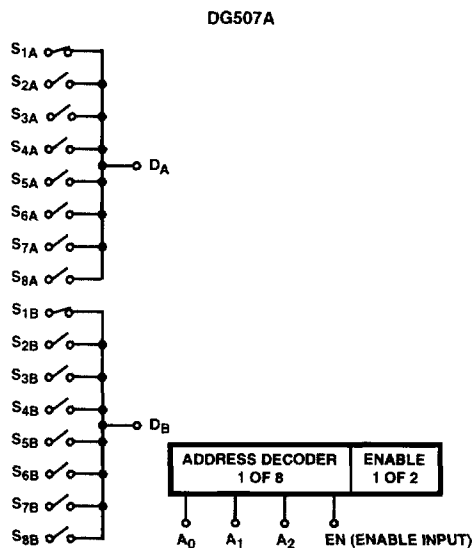 DG507A
S1A
S2A
S3A
S4A
S5A
S6A
S7A
S8A
DA
S1B
S2B
S3B
S4B
S5B
S6B
S7B
S8B
DB
ADDRESS DECODER
1 OF 8
ENABLE
1 OF 2
A0
A1
A2
EN (ENABLE INPUT)